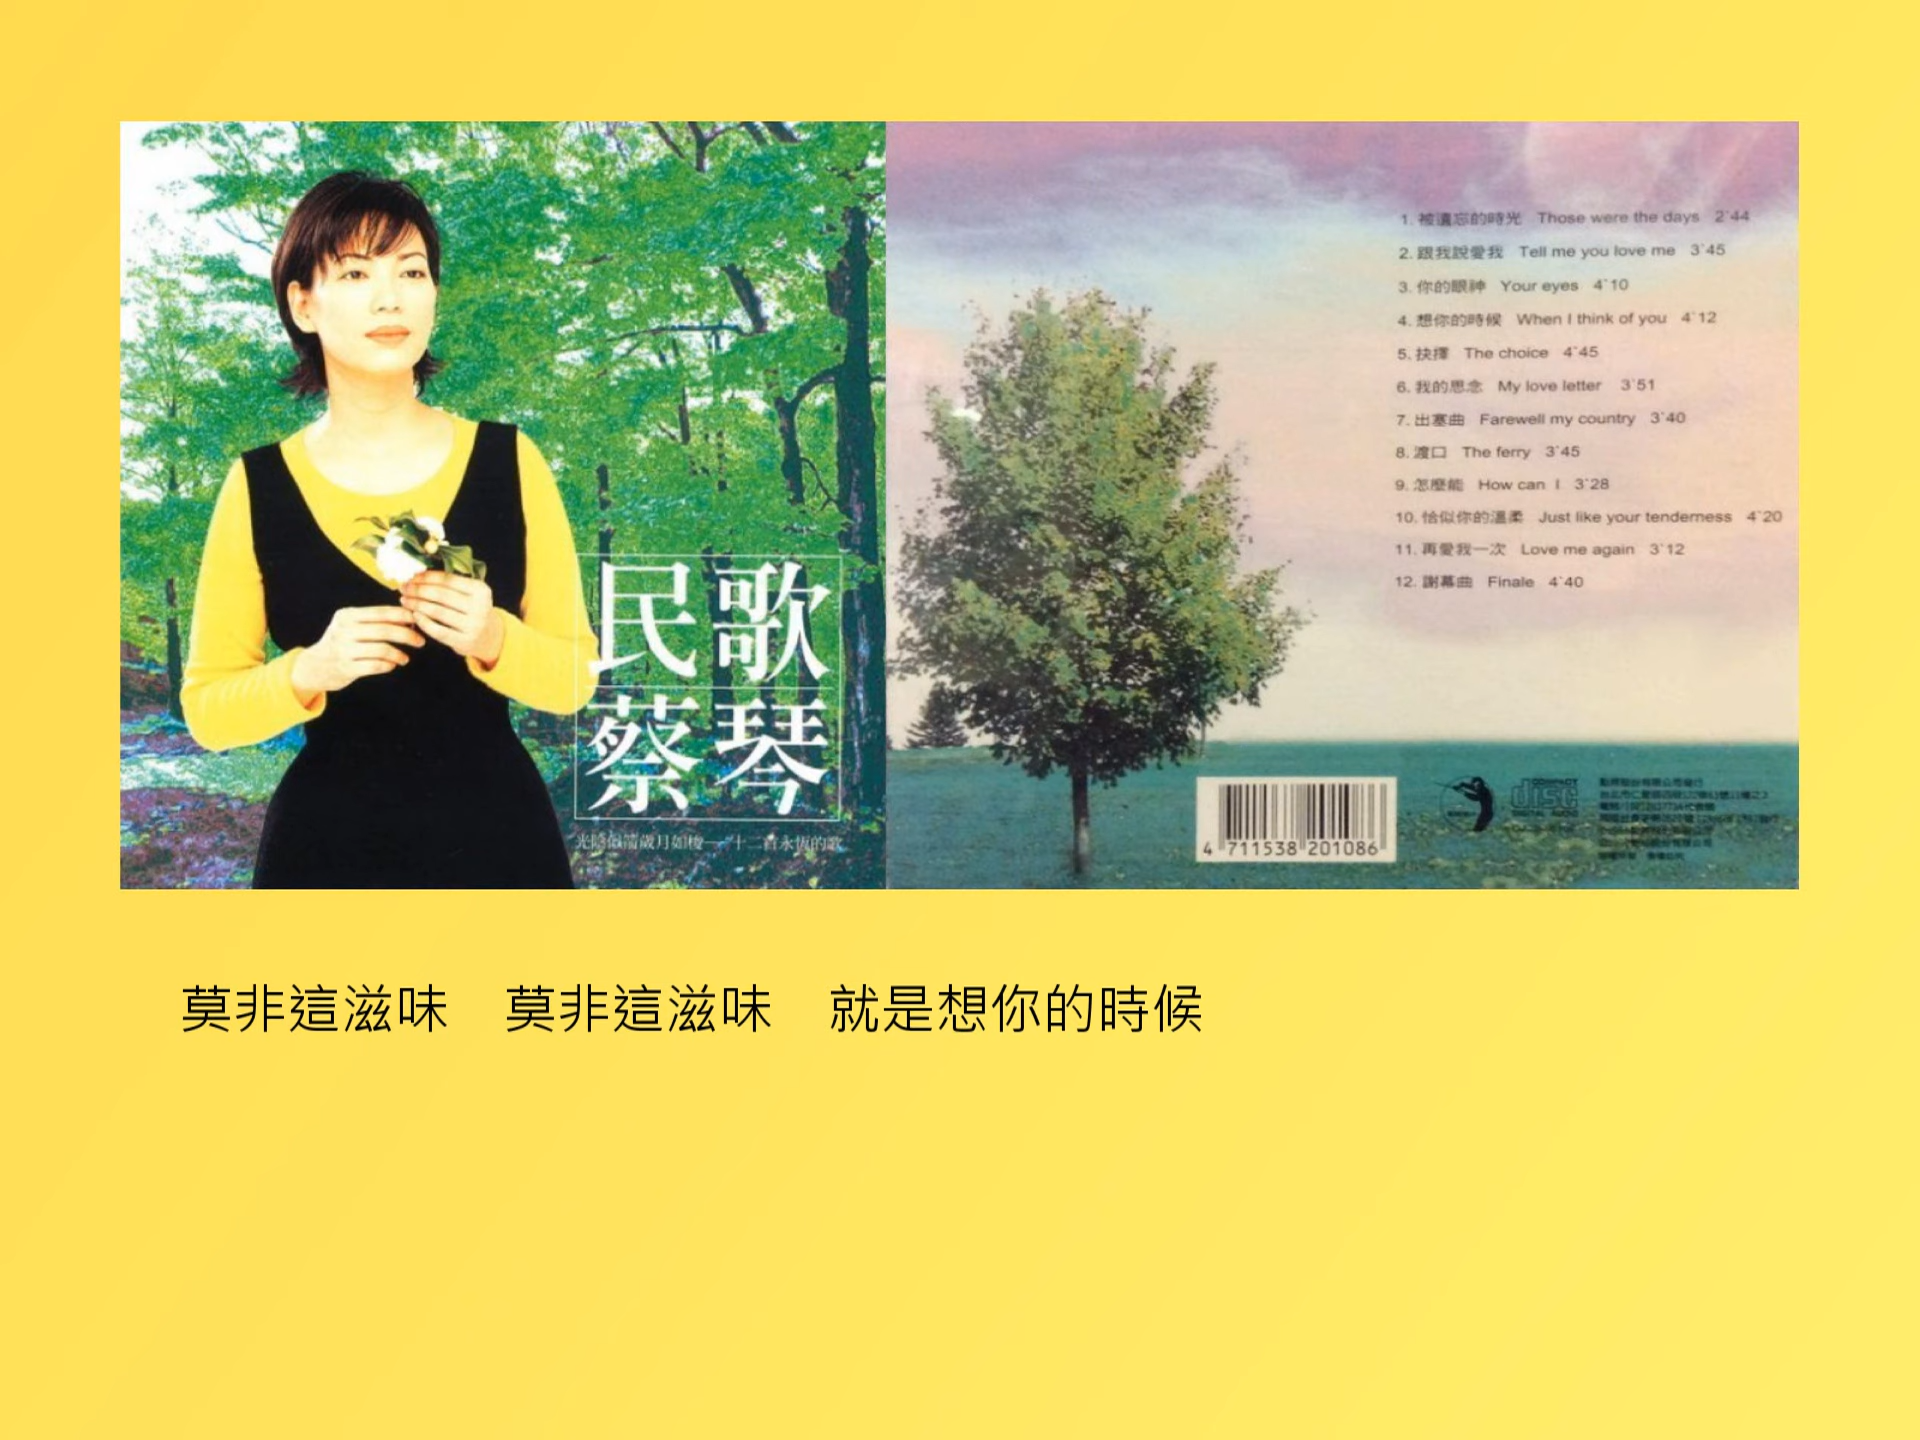 民歌
蔡琴
光陰似箭歲月如梭——十二首永恆的歌
1. 被遺忘的時光 Those were the days 2`44
2. 跟我說愛我 Tell me you love me 3`45
3. 你的眼神 Your eyes 4`10
4. 想你的時候 When I think of you 4`12
5. 抉擇 The choice 4`45
6. 我的思念 My love letter 3`51
7. 出塞曲 Farewell my country 3`40
8. 渡口 The ferry 3`45
9. 怎麼能 How can I 3`28
10. 恰似你的溫柔 Just like your tenderness 4`20
11. 再愛我一次 Love me again 3`12
12. 謝幕曲 Finale 4`40
4 711538 201086
COMPACT
disc
DIGITAL AUDIO
莫非這滋味　莫非這滋味　就是想你的時候